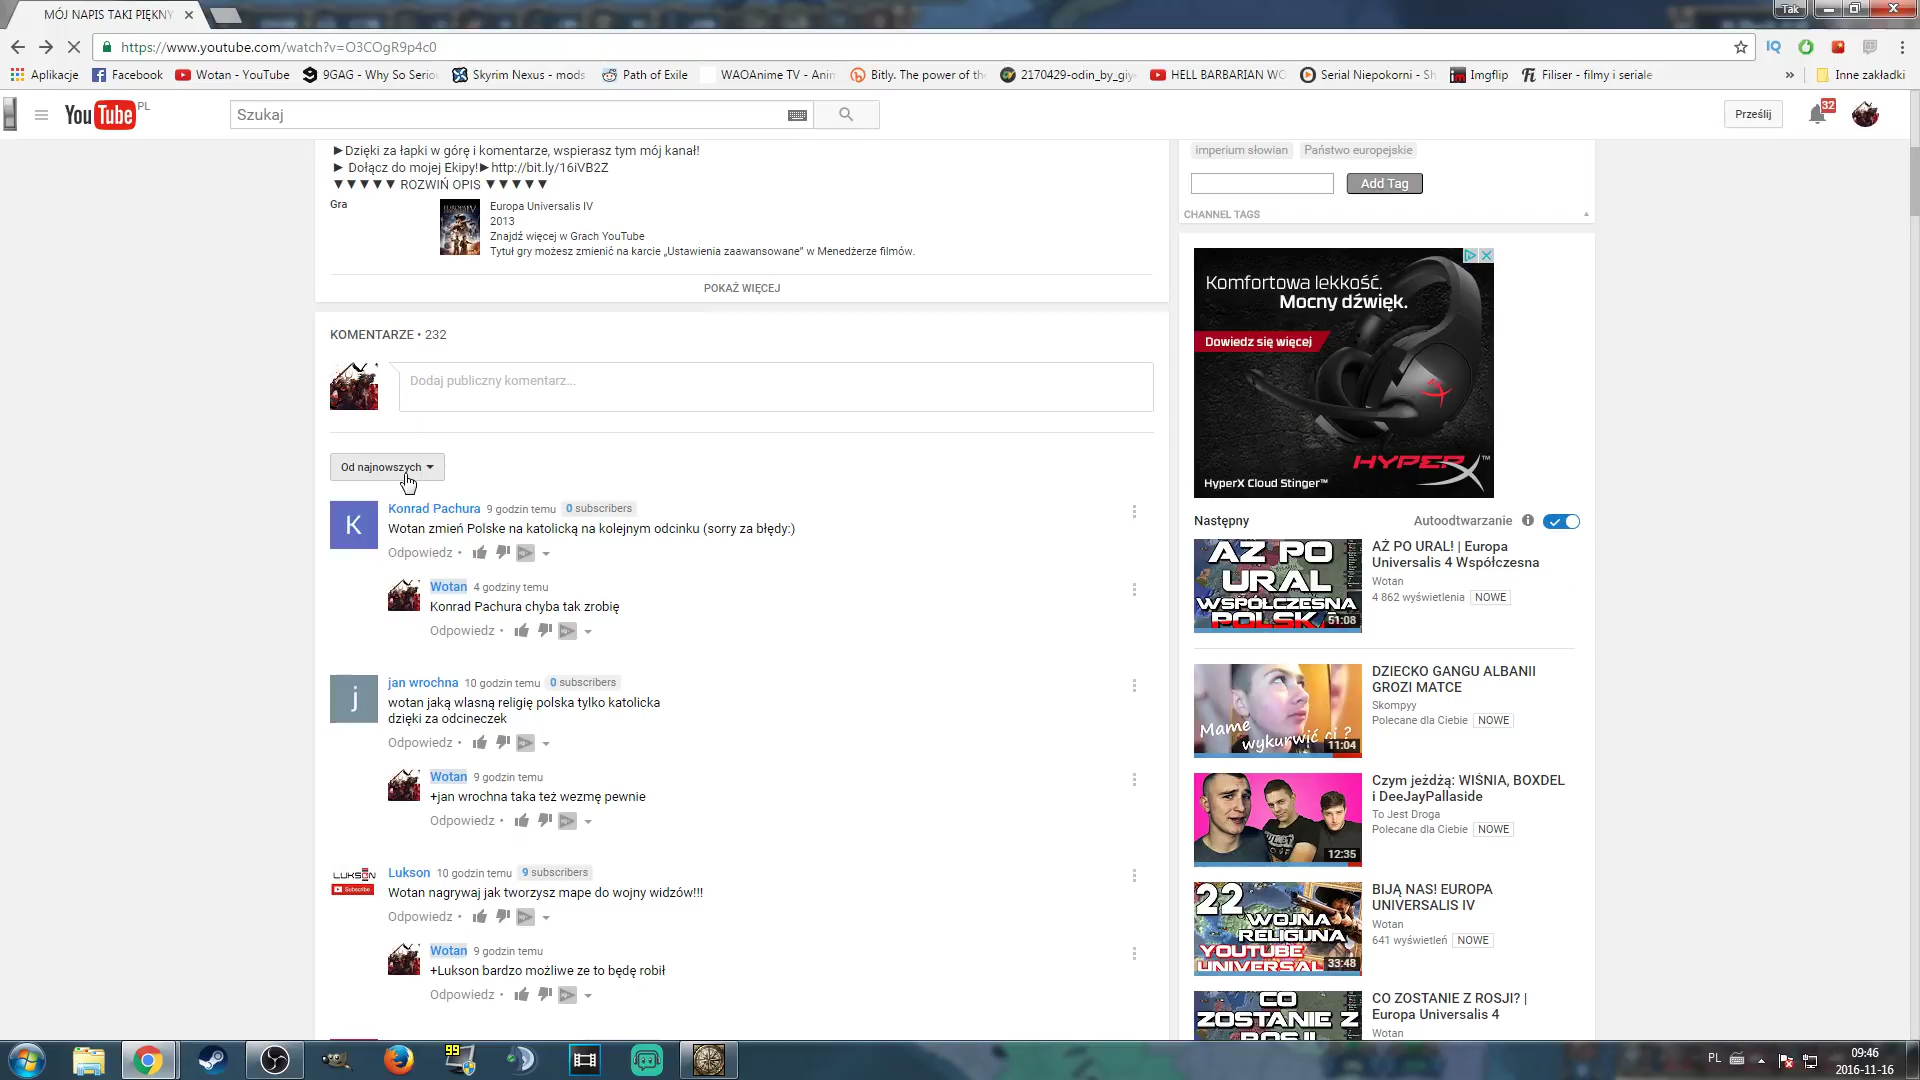 MÓJ NAPIS TAKI PIĘKNY
Tak
https://www.youtube.com/watch?v=O3COgR9p4c0
Aplikacje
Facebook
Wotan - YouTube
9GAG - Why So Serio
Skyrim Nexus - mods
Path of Exile
WAOAnime TV - Anim
Bitly. The power of th
2170429-odin_by_giye
HELL BARBARIAN WO
Serial Niepokorni - Sh
Imgflip
Filiser - filmy i seriale
»
Inne zakładki
YouTube PL
Szukaj
Prześlij
32
►Dzięki za łapki w górę i komentarze, wspierasz tym mój kanał!
► Dołącz do mojej Ekipy!►http://bit.ly/16iVB2Z
▼▼▼▼▼ ROZWIŃ OPIS ▼▼▼▼▼
Gra
Europa Universalis IV
2013
Znajdź więcej w Grach YouTube
Tytuł gry możesz zmienić na karcie „Ustawienia zaawansowane” w Menedżerze filmów.
POKAŻ WIĘCEJ
KOMENTARZE • 232
Dodaj publiczny komentarz...
Od najnowszych
K
Konrad Pachura 9 godzin temu 0 subscribers
Wotan zmień Polske na katolicką na kolejnym odcinku (sorry za błędy:)
Odpowiedz •
Wotan 4 godziny temu
Konrad Pachura chyba tak zrobię
Odpowiedz •
j
jan wrochna 10 godzin temu 0 subscribers
wotan jaką wlasną religię polska tylko katolicka
dzięki za odcineczek
Odpowiedz •
Wotan 9 godzin temu
+jan wrochna taka też wezmę pewnie
Odpowiedz •
LUKSON
Subscribe
Lukson 10 godzin temu 9 subscribers
Wotan nagrywaj jak tworzysz mape do wojny widzów!!!
Odpowiedz •
Wotan 9 godzin temu
+Lukson bardzo możliwe ze to będę robił
Odpowiedz •
imperium słowian Państwo europejskie
Add Tag
CHANNEL TAGS
Komfortowa lekkość.
Mocny dźwięk.
Dowiedz się więcej
HYPERX™
HyperX Cloud Stinger™
Następny
Autoodtwarzanie
AŻ PO
URAL
WSPÓŁCZESNA
POLSK
51:08
AŻ PO URAL! | Europa
Universalis 4 Współczesna
Wotan
4 862 wyświetlenia NOWE
Mame
wykurwić ci ?
11:04
DZIECKO GANGU ALBANII
GROZI MATCE
Skompyy
Polecane dla Ciebie NOWE
12:35
Czym jeżdżą: WIŚNIA, BOXDEL
i DeeJayPallaside
To Jest Droga
Polecane dla Ciebie NOWE
22
WOJNA
RELIGIJNA
YOUTUBE
UNIVERSAL
33:48
BIJĄ NAS! EUROPA
UNIVERSALIS IV
Wotan
641 wyświetleń NOWE
CO
ZOSTANIE Z
ROSJI
CO ZOSTANIE Z ROSJI? |
Europa Universalis 4
Wotan
99
PL
09:46
2016-11-16